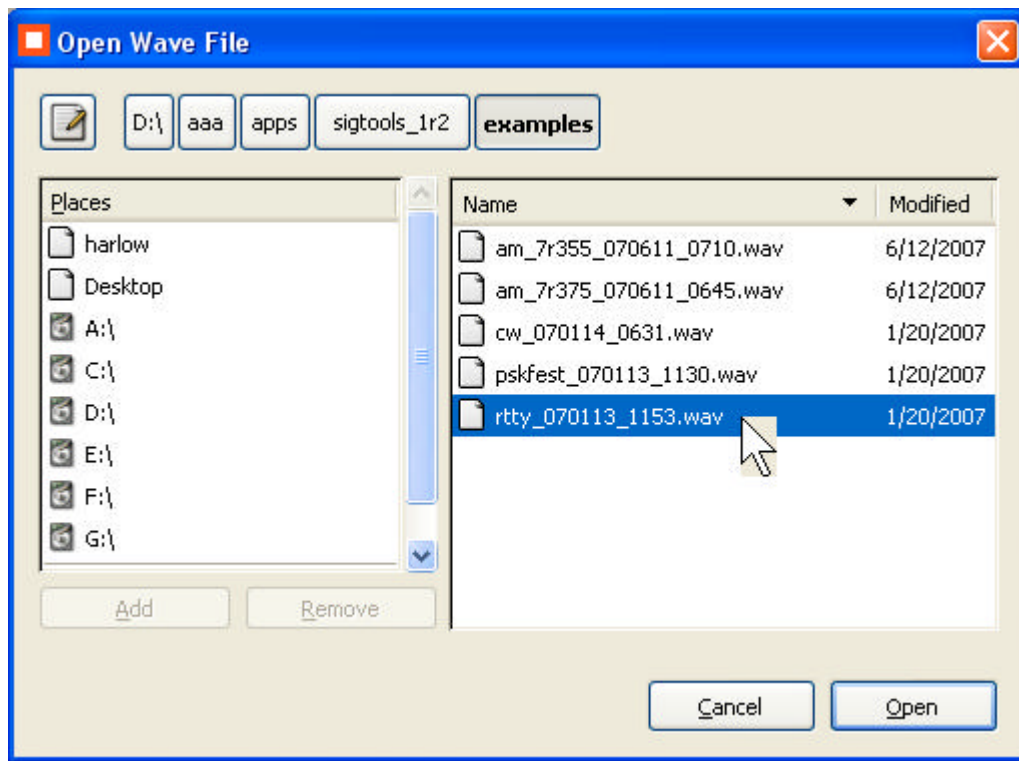 Open Wave File
D:\ aaa apps sigtools_1r2 examples
Places
harlow
Desktop
A:\
C:\
D:\
E:\
F:\
G:\
Add Remove
Name Modified
am_7r355_070611_0710.wav 6/12/2007
am_7r375_070611_0645.wav 6/12/2007
cw_070114_0631.wav 1/20/2007
pskfest_070113_1130.wav 1/20/2007
rtty_070113_1153.wav 1/20/2007
Cancel Open